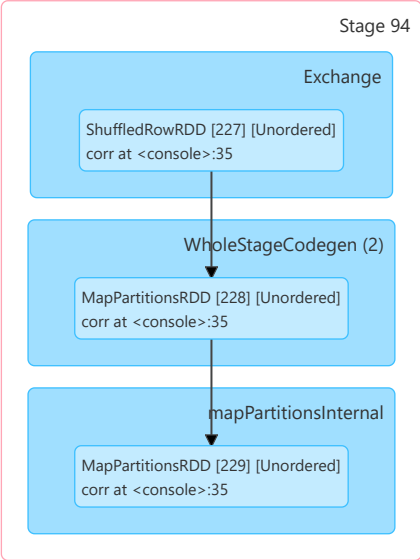 Stage 94
Exchange
ShuffledRowRDD [227] [Unordered]
corr at <console>:35
WholeStageCodegen (2)
MapPartitionsRDD [228] [Unordered]
corr at <console>:35
mapPartitionsInternal
MapPartitionsRDD [229] [Unordered]
corr at <console>:35